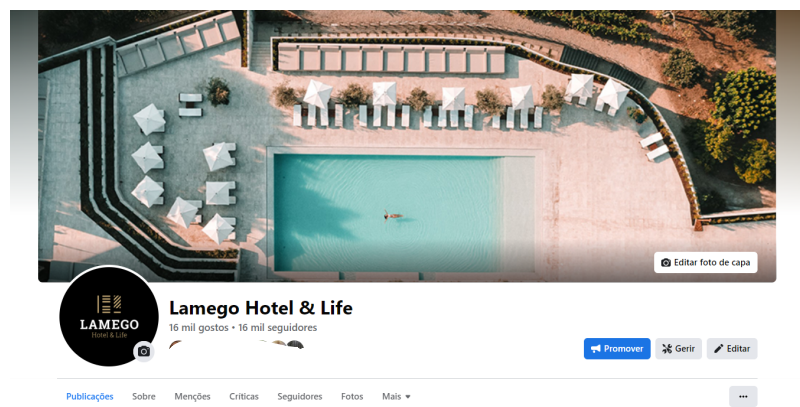 Editar foto de capa
LAMEGO
Hotel & Life
Lamego Hotel & Life
16 mil gostos • 16 mil seguidores
Promover
Gerir
Editar
Publicações
Sobre
Menções
Críticas
Seguidores
Fotos
Mais